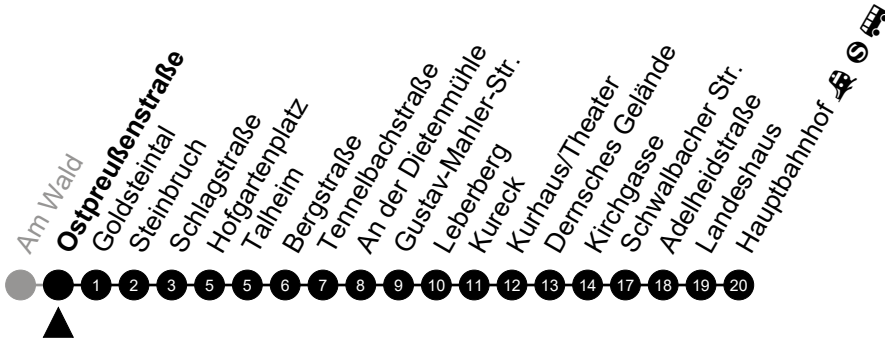 Am Wald
Ostpreußenstraße
Goldsteintal
Steinbruch
Schlagstraße
Hofgartenplatz
Talheim
Bergstraße
Tennelbachstraße
An der Dietenmühle
Gustav-Mahler-Str.
Leberberg
Kureck
Kurhaus/Theater
Dernsches Gelände
Kirchgasse
Schwalbacher Str.
Adelheidstraße
Landeshaus
Hauptbahnhof S
1 2 3 5 5 6 7 8 9 10 11 12 13 14 17 18 19 20